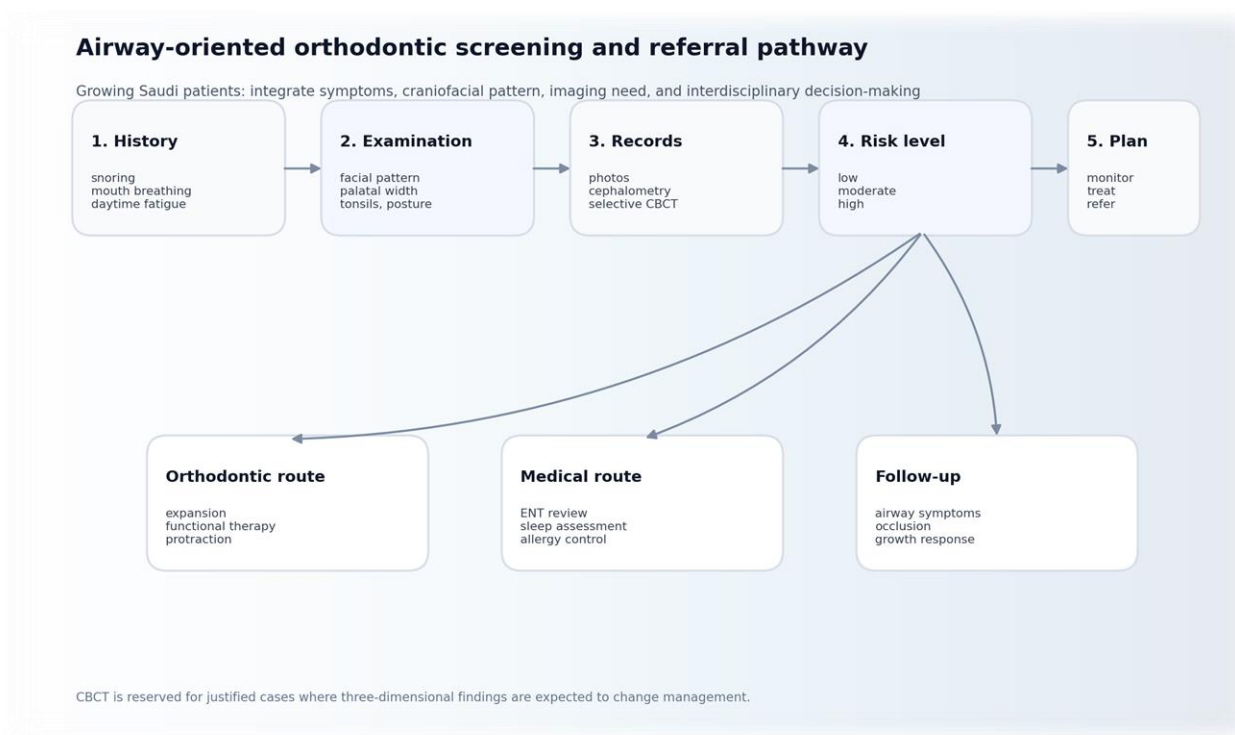 Airway-oriented orthodontic screening and referral pathway
Growing Saudi patients: integrate symptoms, craniofacial pattern, imaging need, and interdisciplinary decision-making
1. History
snoring
mouth breathing
daytime fatigue
2. Examination
facial pattern
palatal width
tonsils, posture
3. Records
photos
cephalometry
selective CBCT
4. Risk level
low
moderate
high
5. Plan
monitor
treat
refer
Orthodontic route
expansion
functional therapy
protraction
Medical route
ENT review
sleep assessment
allergy control
Follow-up
airway symptoms
occlusion
growth response
CBCT is reserved for justified cases where three-dimensional findings are expected to change management.